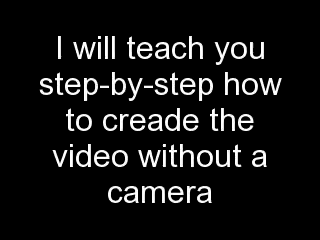 I will teach you
step-by-step how
to creade the
video without a
camera